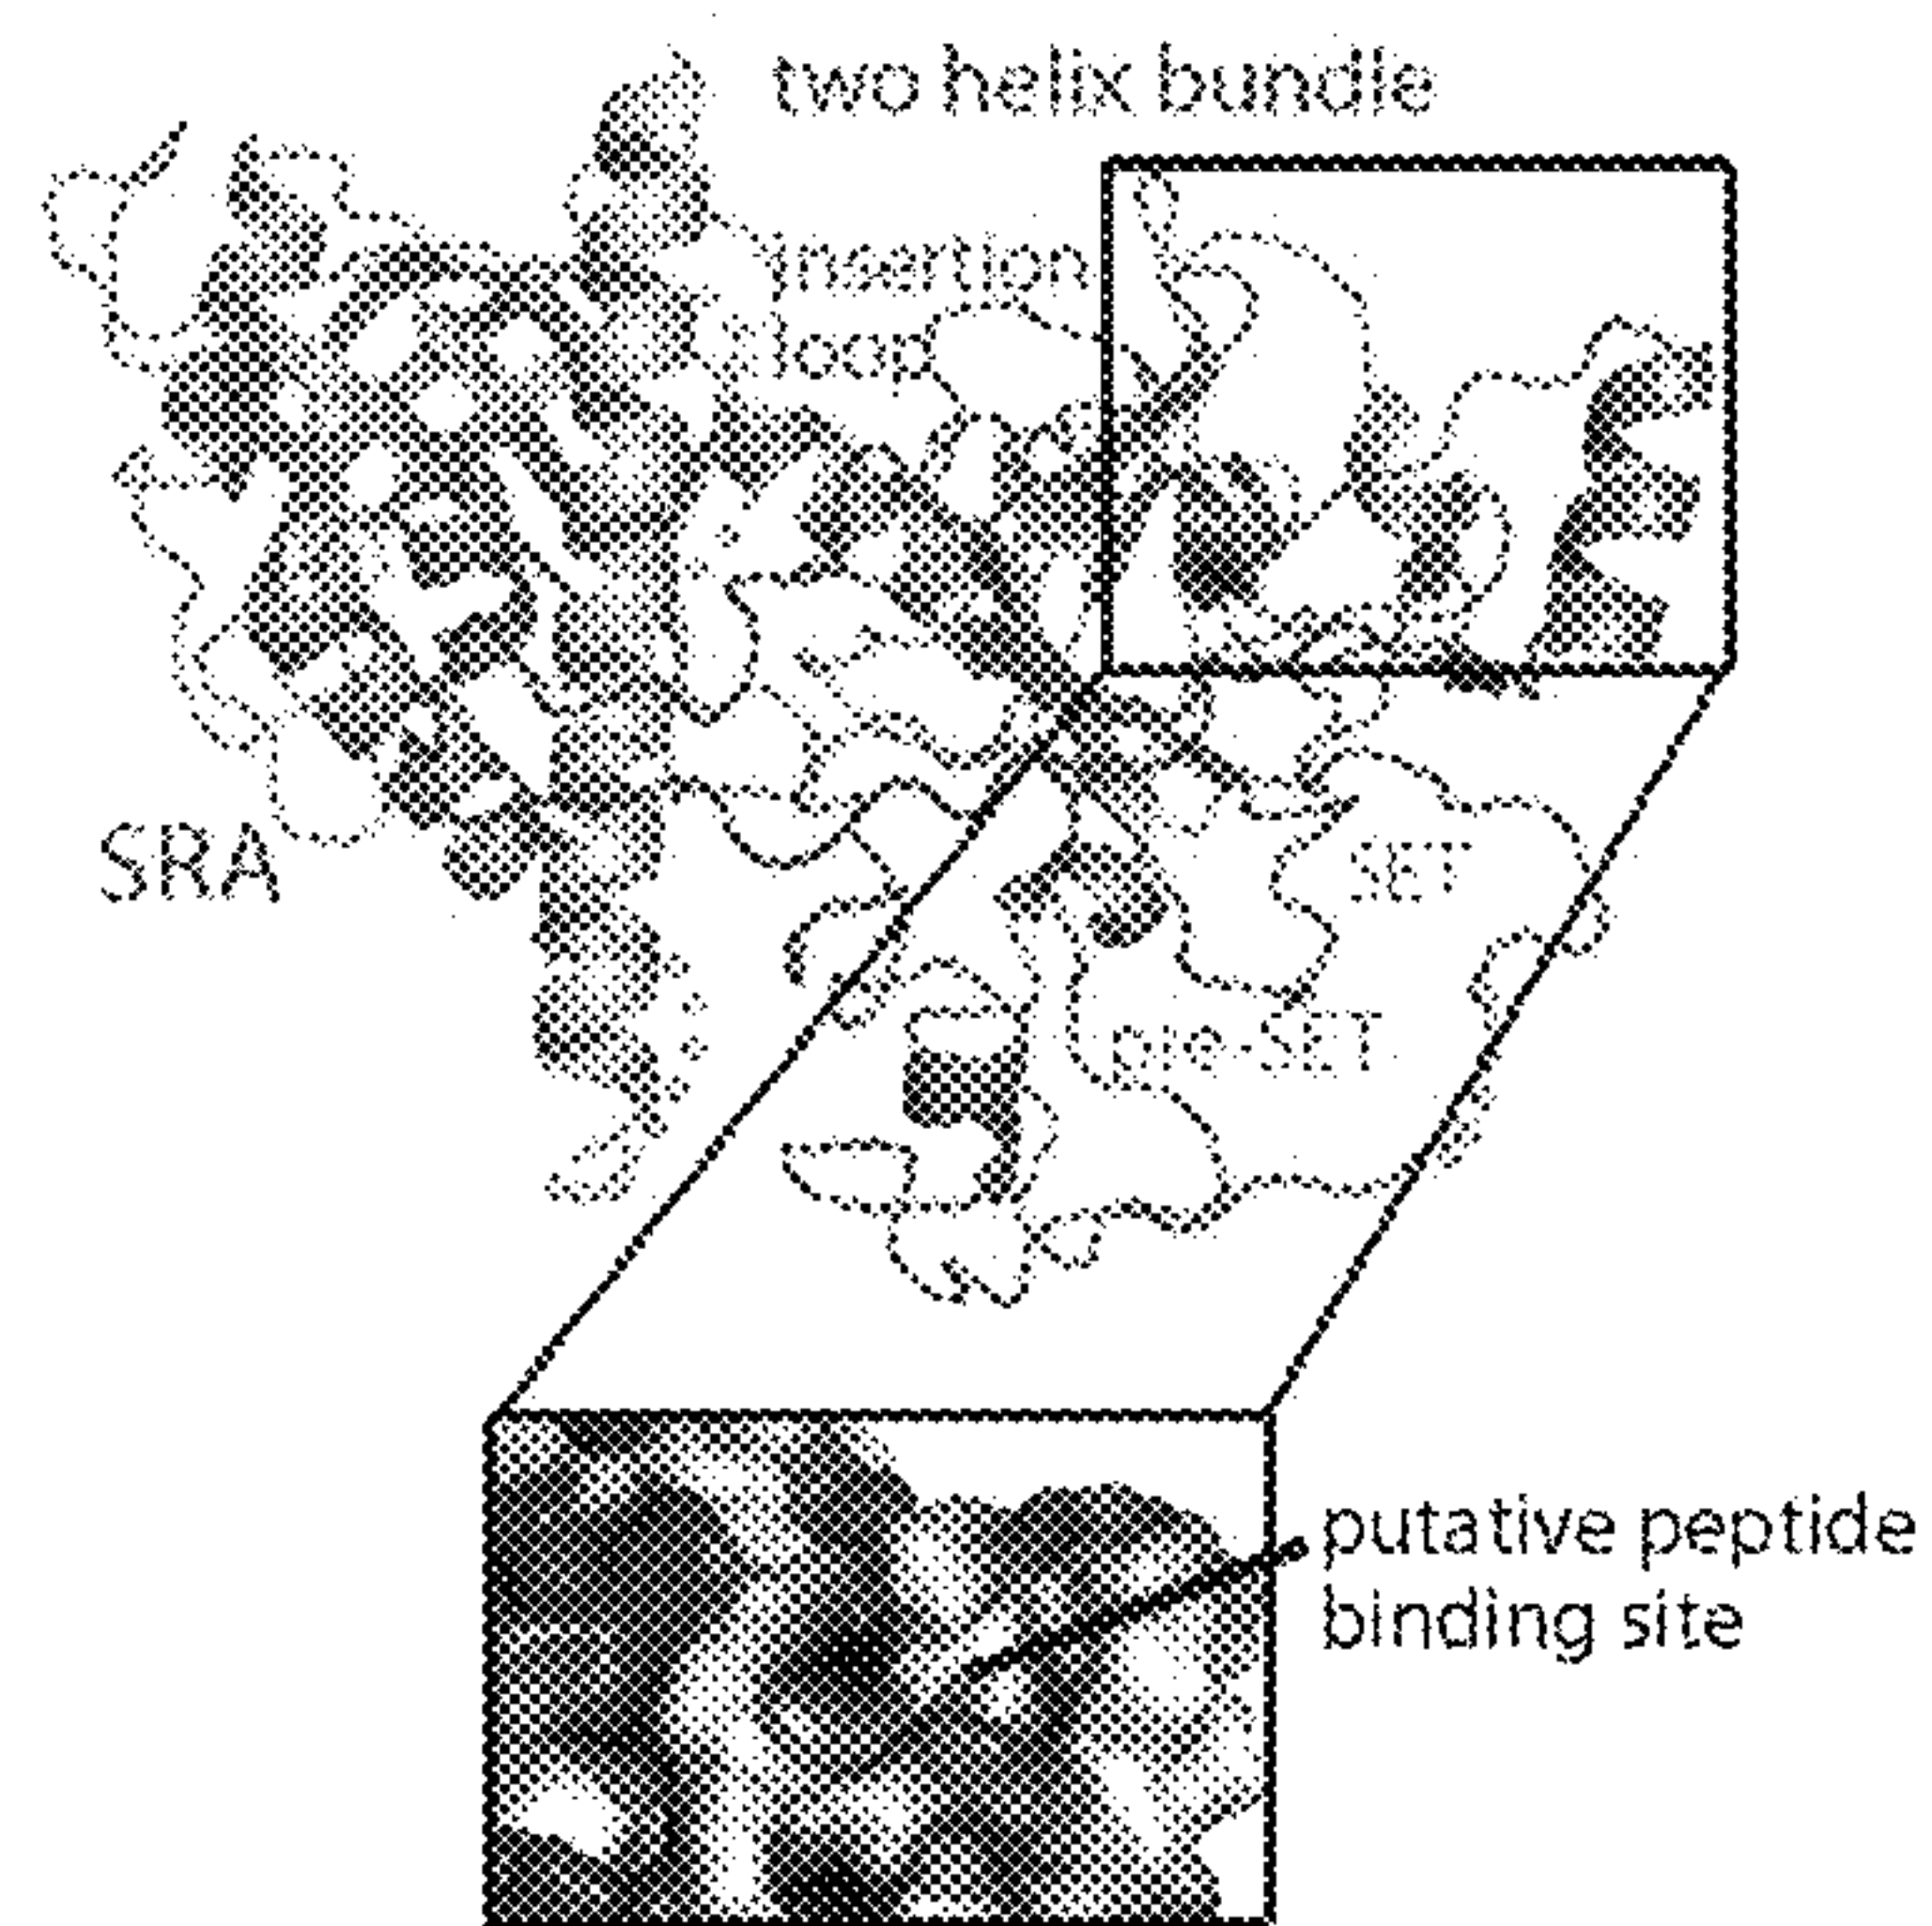 two helix bundle
insertion
loop
SRA
SET
pre-SET
putative peptide
binding site